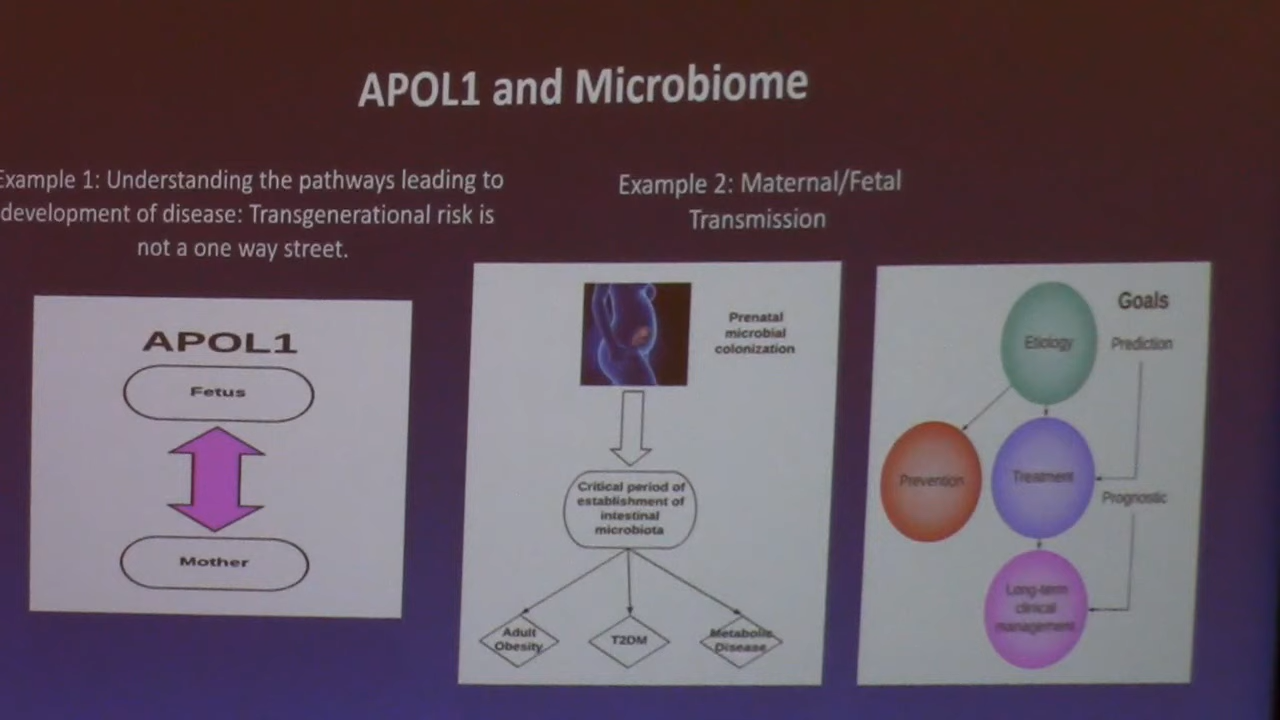 APOL1 and Microbiome
Example 1: Understanding the pathways leading to
development of disease: Transgenerational risk is
not a one way street.
Example 2: Maternal/Fetal
Transmission
APOL1
Fetus
Mother
Prenatal
microbial
colonization
Critical period of
establishment of
intestinal
microbiota
Adult
Obesity
T2DM
Metabolic
Disease
Goals
Etiology
Prediction
Prevention
Treatment
Prognostic
Long-term
clinical
management